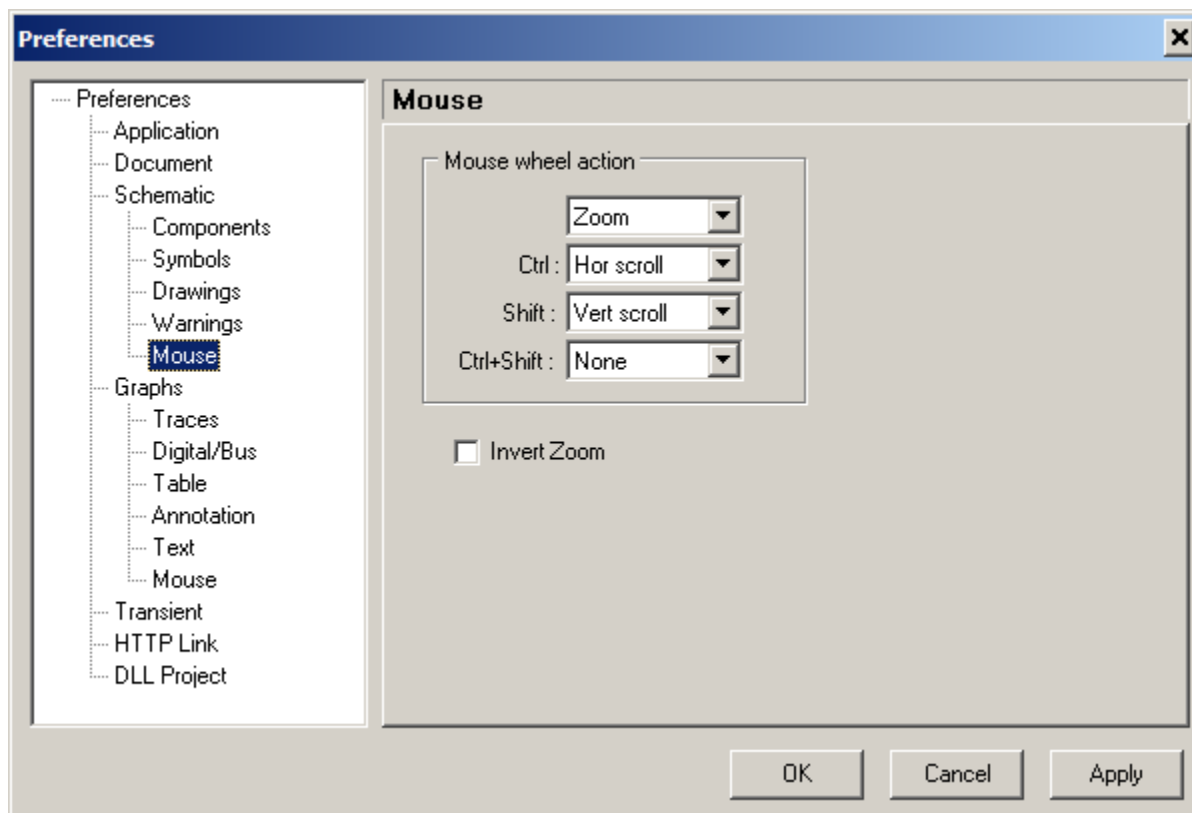 Preferences
Preferences
Application
Document
Schematic
Components
Symbols
Drawings
Warnings
Mouse
Graphs
Traces
Digital/Bus
Table
Annotation
Text
Mouse
Transient
HTTP Link
DLL Project
Mouse
Mouse wheel action
Zoom
Ctrl : Hor scroll
Shift : Vert scroll
Ctrl+Shift : None
Invert Zoom
OK Cancel Apply